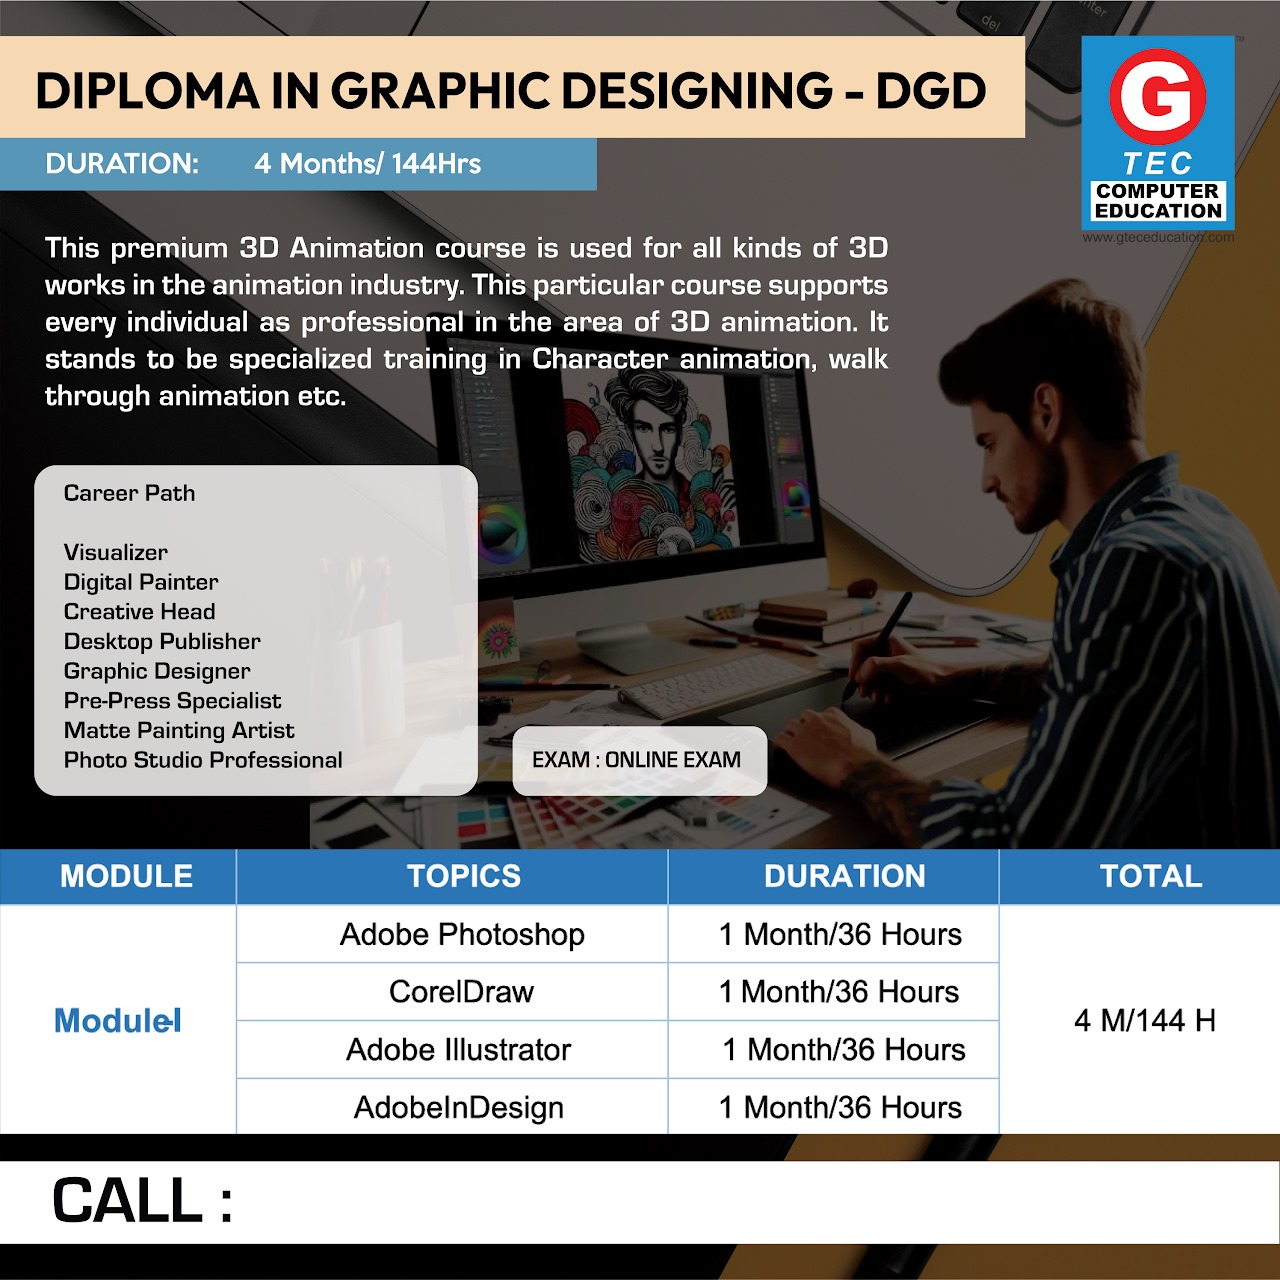 del
enter
DIPLOMA IN GRAPHIC DESIGNING - DGD
DURATION: 4 Months/ 144Hrs
G
TEC
COMPUTER
EDUCATION
www.gteceducation.com
This premium 3D Animation course is used for all kinds of 3D
works in the animation industry. This particular course supports
every individual as professional in the area of 3D animation. It
stands to be specialized training in Character animation, walk
through animation etc.
Career Path
Visualizer
Digital Painter
Creative Head
Desktop Publisher
Graphic Designer
Pre-Press Specialist
Matte Painting Artist
Photo Studio Professional
EXAM : ONLINE EXAM
MODULE TOPICS DURATION TOTAL
Adobe Photoshop 1 Month/36 Hours
CorelDraw 1 Month/36 Hours
Module-I 4 M/144 H
Adobe Illustrator 1 Month/36 Hours
AdobeInDesign 1 Month/36 Hours
CALL :